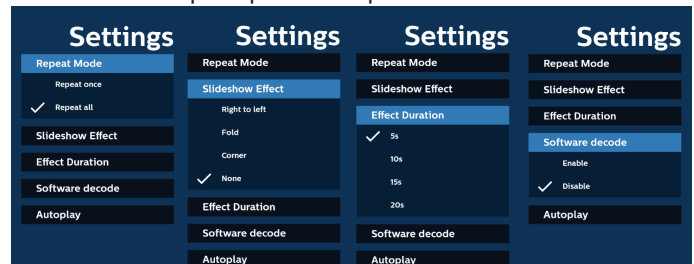 Settings
Repeat Mode
Repeat once
Repeat all
Slideshow Effect
Effect Duration
Software decode
Autoplay
Settings
Repeat Mode
Slideshow Effect
Right to left
Fold
Corner
None
Effect Duration
Software decode
Autoplay
Settings
Repeat Mode
Slideshow Effect
Effect Duration
5s
10s
15s
20s
Software decode
Autoplay
Settings
Repeat Mode
Slideshow Effect
Effect Duration
Software decode
Enable
Disable
Autoplay